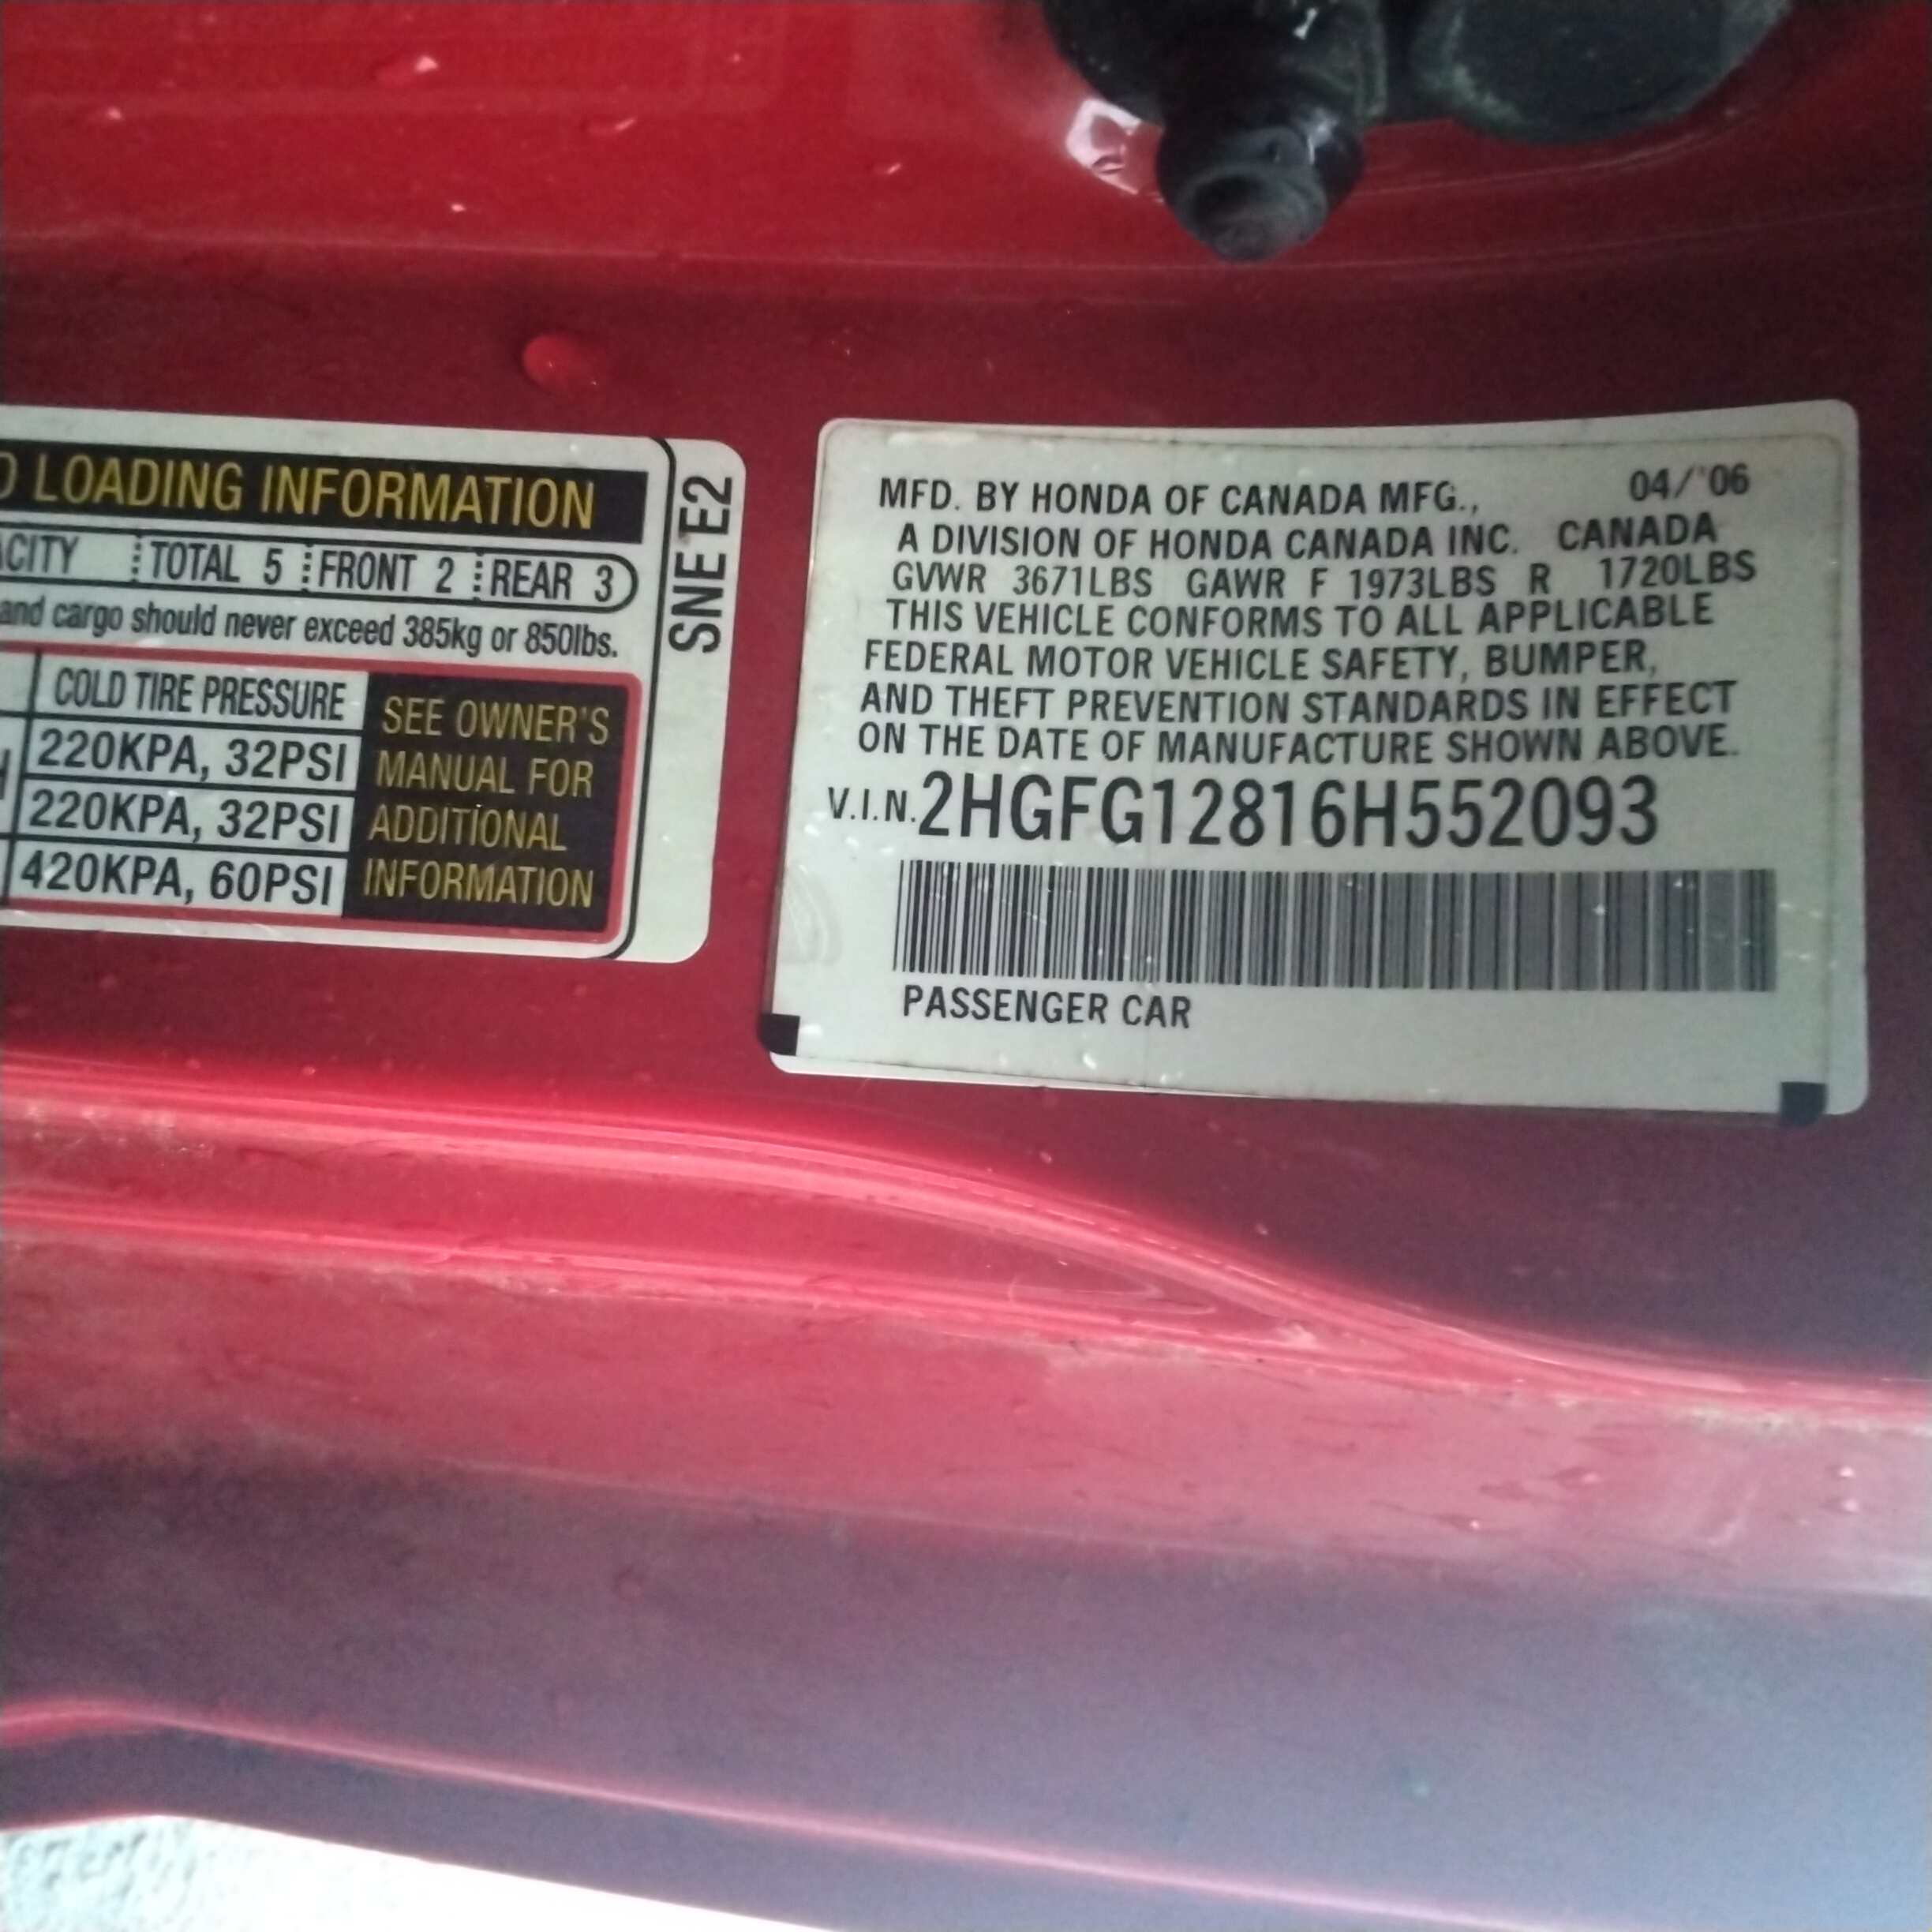 LOADING INFORMATION
TOTAL 5 FRONT 2 REAR 3
and cargo should never exceed 385kg or 850lbs.
COLD TIRE PRESSURE
220KPA, 32PSI
220KPA, 32PSI
420KPA, 60PSI
SEE OWNER'S
MANUAL FOR
ADDITIONAL
INFORMATION
SNE E2
MFD. BY HONDA OF CANADA MFG., 04/'06
A DIVISION OF HONDA CANADA INC. CANADA
GVWR 3671LBS GAWR F 1973LBS R 1720LBS
THIS VEHICLE CONFORMS TO ALL APPLICABLE
FEDERAL MOTOR VEHICLE SAFETY, BUMPER,
AND THEFT PREVENTION STANDARDS IN EFFECT
ON THE DATE OF MANUFACTURE SHOWN ABOVE.
V.I.N. 2HGFG12816H552093
PASSENGER CAR